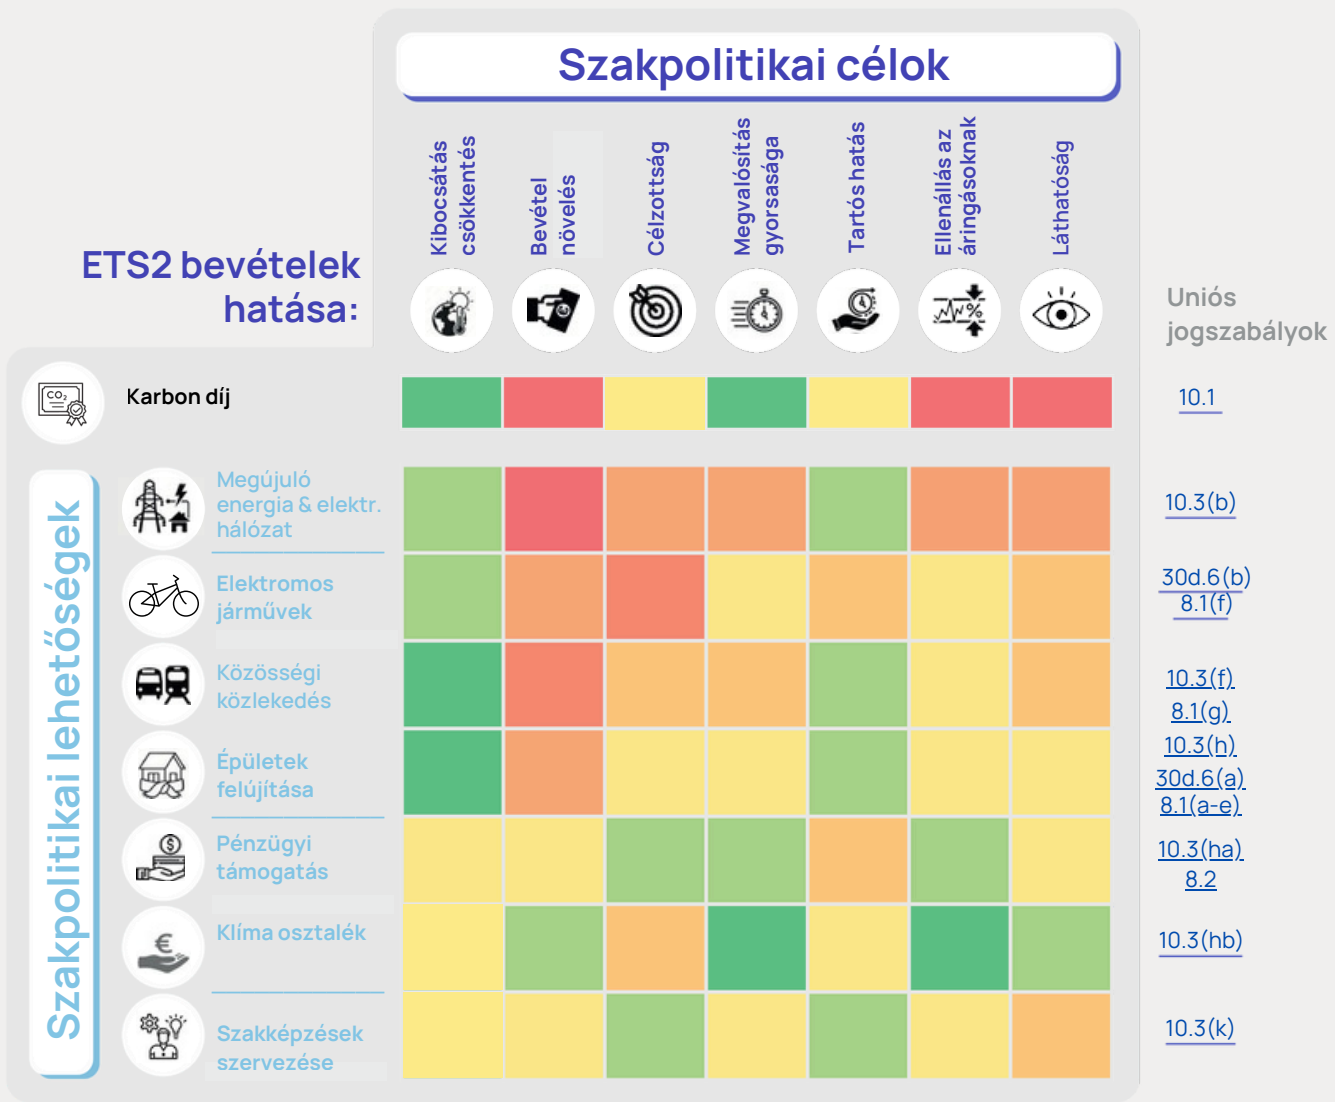 Szakpolitikai célok
Kibocsátás
csökkentés
Bevétel
növelés
Célzottság
Megvalósítás
gyorsasága
Tartós hatás
Ellenállás az
áringásoknak
Láthatóság
ETS2 bevételek
hatása:
Uniós
jogszabályok
CO2
Karbon díj
10.1
Szakpolitikai lehetőségek
Megújuló
energia & elektr.
hálózat
10.3(b)
Elektromos
járművek
30d.6(b)
8.1(f)
Közösségi
közlekedés
10.3(f)
8.1(g)
Épületek
felújítása
10.3(h)
30d.6(a)
8.1(a-e)
Pénzügyi
támogatás
10.3(ha)
8.2
Klíma osztalék
10.3(hb)
Szakképzések
szervezése
10.3(k)